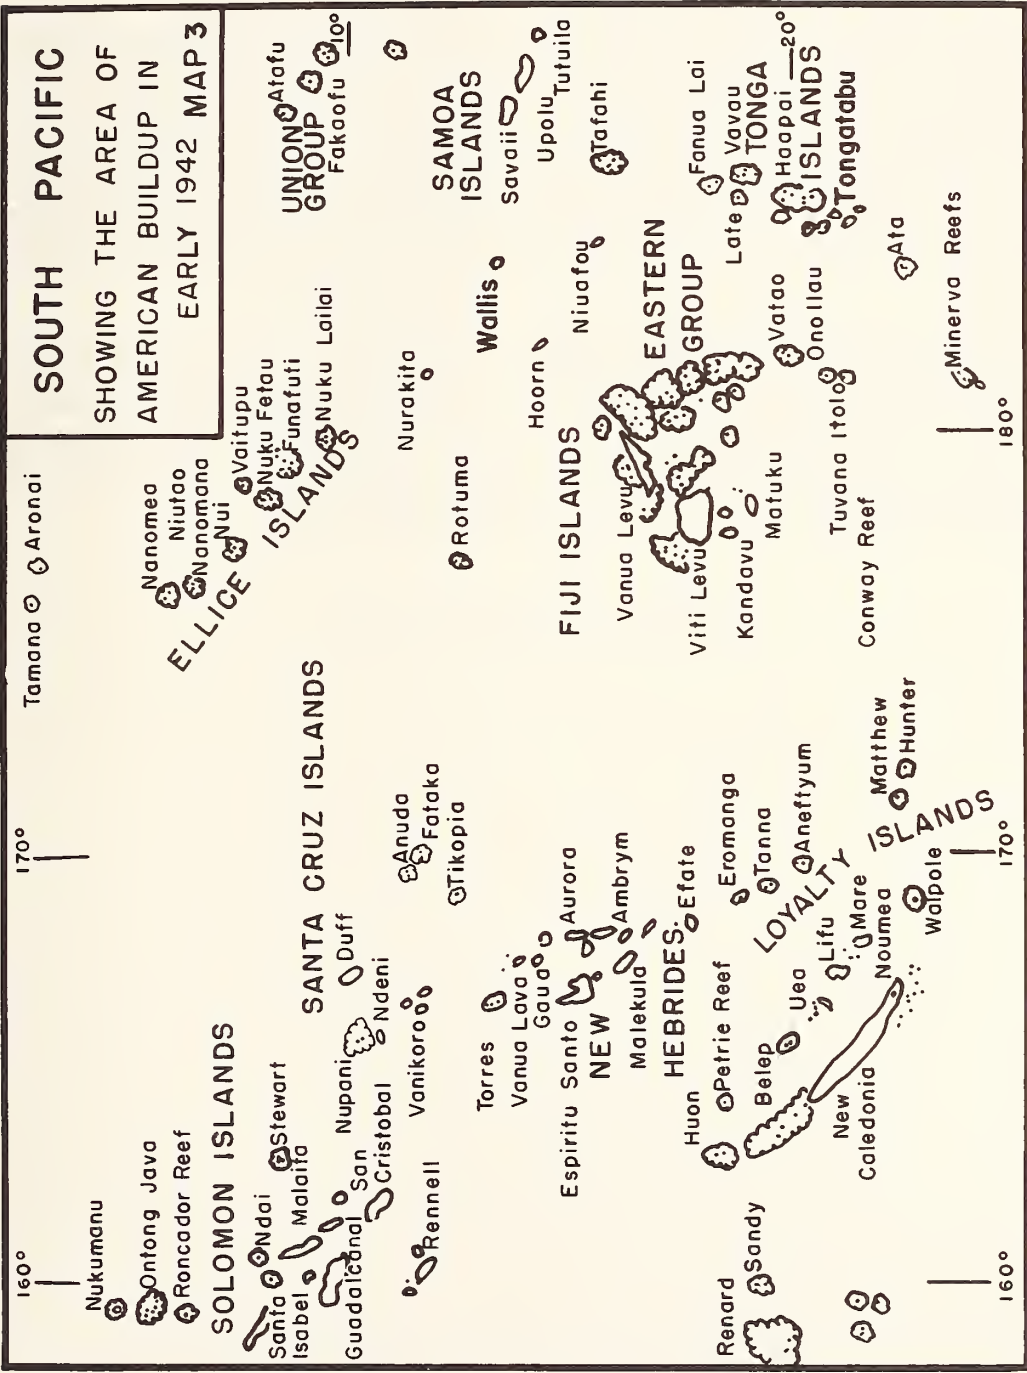 SOUTH PACIFIC
SHOWING THE AREA OF
AMERICAN BUILDUP IN
EARLY 1942 MAP 3
160°
170°
Nukumanu
Ontong Java
Roncador Reef
SOLOMON ISLANDS
Ndai
Stewart
Santa
Isabel
Malaita
Guadalcanal
San
Cristobal
Rennell
SANTA CRUZ ISLANDS
Duff
Nupani
Ndeni
Vanikoro
Anuda
Fataka
Tikopia
Tamana
Aronai
Nanomea
Niutao
Nanomana
Nui
Vaitupu
Nuku Fetau
Funafuti
Nuku Lailai
ELLICE ISLANDS
Nurakita
Rotuma
UNION
GROUP
Atafu
Fakaofu
10°
SAMOA
ISLANDS
Savaii
Upolu
Tutuila
Tafahi
Wallis
Hoorn
Niuafou
Torres
Vanua Lava
Gaua
Aurora
Espiritu Santo
NEW
HEBRIDES
Ambrym
Malekula
Efate
Eromanga
Tanna
Aneftyum
FIJI ISLANDS
Vanua Levu
Viti Levu
Kandavu
Matuku
EASTERN
GROUP
Vatao
Onollau
Tuvana Itolo
Conway Reef
Fanua Lai
Late
Vavau
TONGA
ISLANDS
Haapai
20°
Tongatabu
Ata
Minerva Reefs
Huon
Petrie Reef
Belep
Uea
Lifu
Mare
LOYALTY ISLANDS
Noumea
Walpole
Matthew
Hunter
New
Caledonia
Renard
Sandy
160°
170°
180°